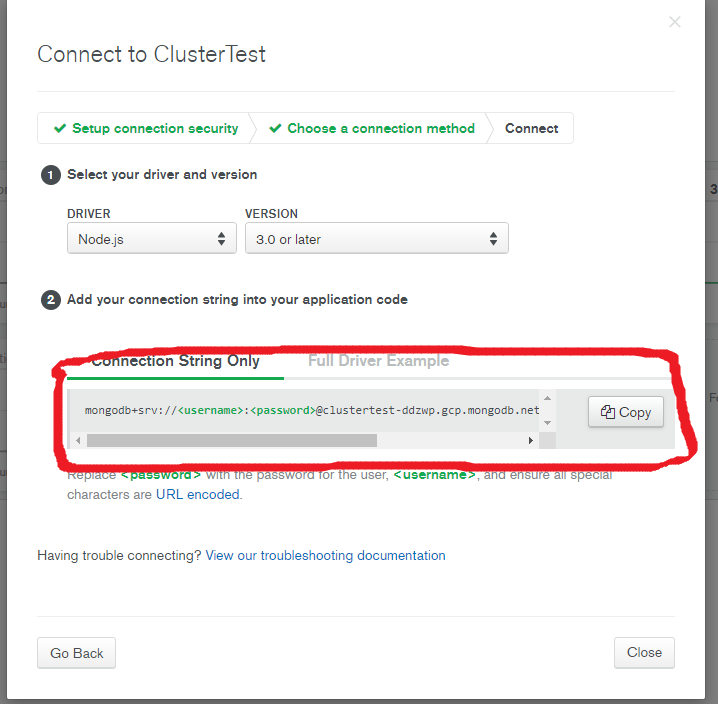 ×
Connect to ClusterTest
✔ Setup connection security ✔ Choose a connection method Connect
1 Select your driver and version
DRIVER VERSION
Node.js 3.0 or later
2 Add your connection string into your application code
Connection String Only Full Driver Example
mongodb+srv://<username>:<password>@clustertest-ddzwp.gcp.mongodb.net
Copy
Replace <password> with the password for the user, <username>, and ensure all special
characters are URL encoded.
Having trouble connecting? View our troubleshooting documentation
Go Back Close